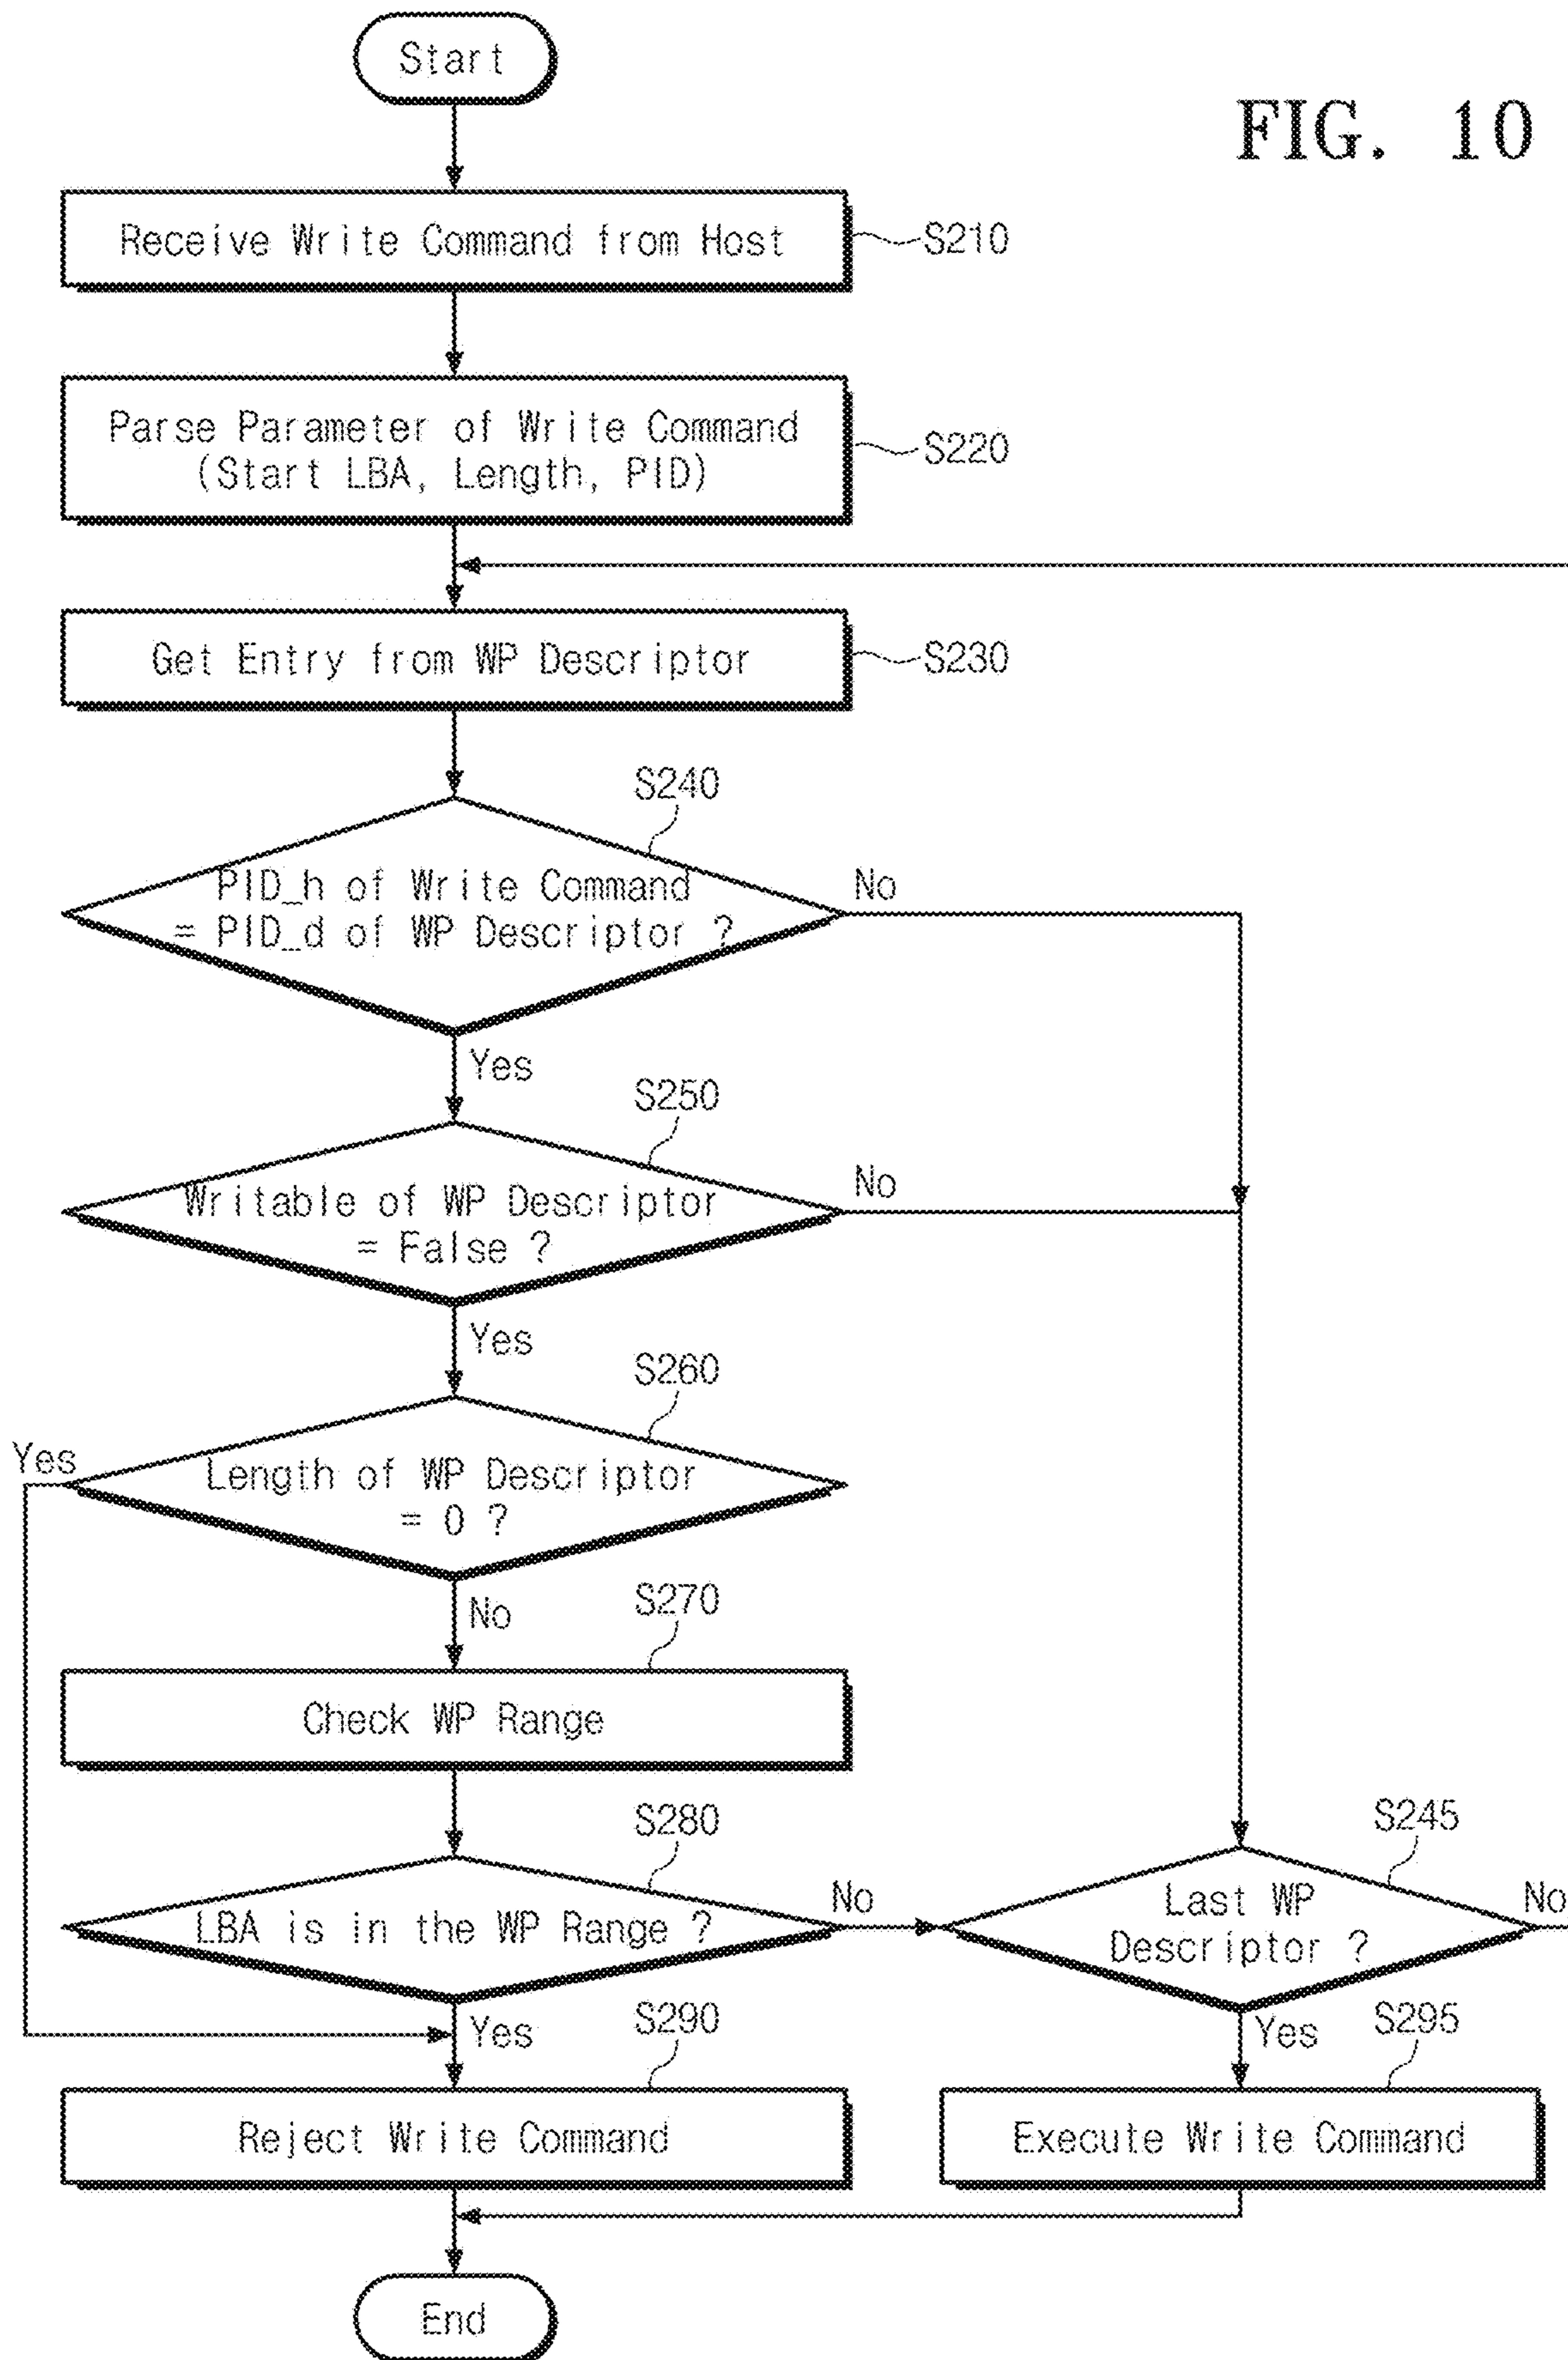 Start
FIG. 10
Receive Write Command from Host
S210
Parse Parameter of Write Command
(Start LBA, Length, PID)
S220
Get Entry from WP Descriptor
S230
S240
PID_h of Write Command
= PID_d of WP Descriptor ?
No
Yes
S250
Writable of WP Descriptor
= False ?
No
Yes
S260
Yes
Length of WP Descriptor
= 0 ?
No
S270
Check WP Range
S280
LBA is in the WP Range ?
No
S245
Last WP
Descriptor ?
No
Yes
S290
Yes
S295
Reject Write Command
Execute Write Command
End